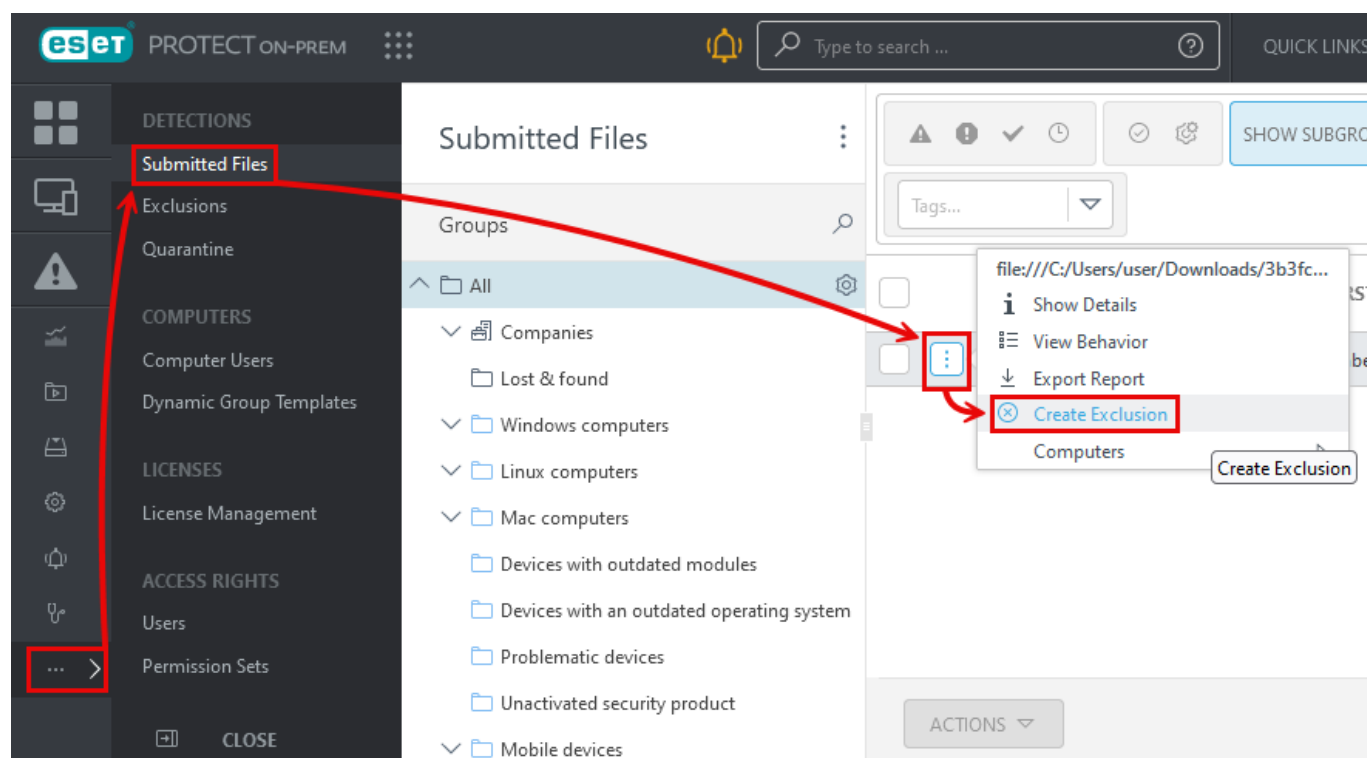 eset PROTECT ON-PREM
Type to search ...
QUICK LINKS
DETECTIONS
Submitted Files
Exclusions
Quarantine
COMPUTERS
Computer Users
Dynamic Group Templates
LICENSES
License Management
ACCESS RIGHTS
Users
Permission Sets
CLOSE
Submitted Files
Groups
All
Companies
Lost & found
Windows computers
Linux computers
Mac computers
Devices with outdated modules
Devices with an outdated operating system
Problematic devices
Unactivated security product
Mobile devices
SHOW SUBGRO
Tags...
file:///C:/Users/user/Downloads/3b3fc...
Show Details
View Behavior
Export Report
Create Exclusion
Computers
Create Exclusion
ACTIONS